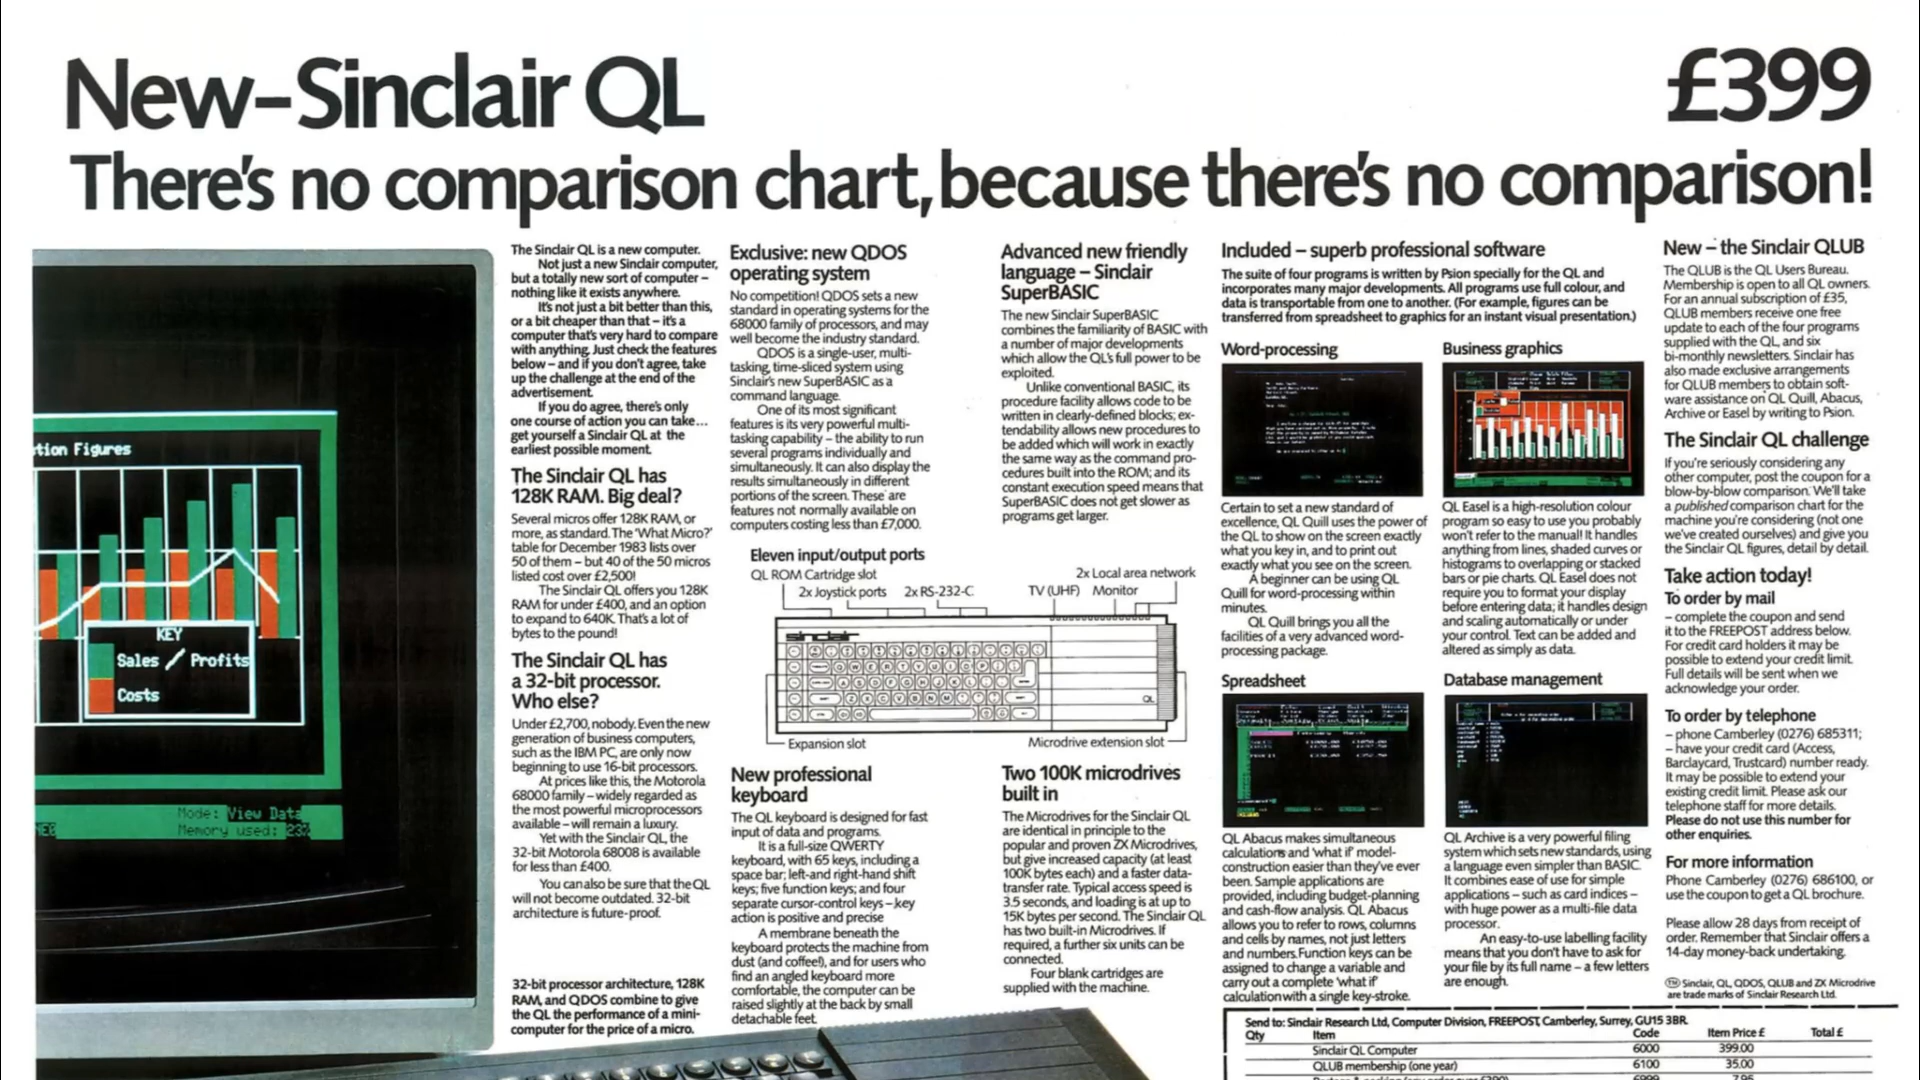 New–Sinclair QL
£399
There's no comparison chart, because there's no comparison!
tion Figures
KEY
Sales / Profits
Costs
Mode: View Data
Memory used: 23%
The Sinclair QL is a new computer.
Not just a new Sinclair computer,
but a totally new sort of computer –
nothing like it exists anywhere.
It's not just a bit better than this,
or a bit cheaper than that – it's a
computer that's very hard to compare
with anything. Just check the features
below – and if you don't agree, take
up the challenge at the end of the
advertisement.
If you do agree, there's only
one course of action you can take...
get yourself a Sinclair QL at the
earliest possible moment.
The Sinclair QL has
128K RAM. Big deal?
Several micros offer 128K RAM, or
more, as standard. The 'What Micro?'
table for December 1983 lists over
50 of them – but 40 of the 50 micros
listed cost over £2,500!
The Sinclair QL offers you 128K
RAM for under £400, and an option
to expand to 640K. That's a lot of
bytes to the pound!
The Sinclair QL has
a 32-bit processor.
Who else?
Under £2,700, nobody. Even the new
generation of business computers,
such as the IBM PC, are only now
beginning to use 16-bit processors.
At prices like this, the Motorola
68000 family – widely regarded as
the most powerful microprocessors
available – will remain a luxury.
Yet with the Sinclair QL, the
32-bit Motorola 68008 is available
for less than £400.
You can also be sure that the QL
will not become outdated. 32-bit
architecture is future-proof.
32-bit processor architecture, 128K
RAM, and QDOS combine to give
the QL the performance of a mini-
computer for the price of a micro.
Exclusive: new QDOS
operating system
No competition! QDOS sets a new
standard in operating systems for the
68000 family of processors, and may
well become the industry standard.
QDOS is a single-user, multi-
tasking, time-sliced system using
Sinclair's new SuperBASIC as a
command language.
One of its most significant
features is its very powerful multi-
tasking capability – the ability to run
several programs individually and
simultaneously. It can also display the
results simultaneously in different
portions of the screen. These are
features not normally available on
computers costing less than £7,000.
Advanced new friendly
language – Sinclair
SuperBASIC
The new Sinclair SuperBASIC
combines the familiarity of BASIC with
a number of major developments
which allow the QL's full power to be
exploited.
Unlike conventional BASIC, its
procedure facility allows code to be
written in clearly-defined blocks; ex-
tendability allows new procedures to
be added which will work in exactly
the same way as the command pro-
cedures built into the ROM; and its
constant execution speed means that
SuperBASIC does not get slower as
programs get larger.
Eleven input/output ports
QL ROM Cartridge slot
2x Joystick ports
2x RS-232-C
TV (UHF)
Monitor
2x Local area network
sinclair
QL
Expansion slot
Microdrive extension slot
New professional
keyboard
The QL keyboard is designed for fast
input of data and programs.
It is a full-size QWERTY
keyboard, with 65 keys, including a
space bar; left-and right-hand shift
keys; five function keys; and four
separate cursor-control keys – key
action is positive and precise
A membrane beneath the
keyboard protects the machine from
dust (and coffee!), and for users who
find an angled keyboard more
comfortable, the computer can be
raised slightly at the back by small
detachable feet.
Two 100K microdrives
built in
The Microdrives for the Sinclair QL
are identical in principle to the
popular and proven ZX Microdrives,
but give increased capacity (at least
100K bytes each) and a faster data-
transfer rate. Typical access speed is
3.5 seconds, and loading is at up to
15K bytes per second. The Sinclair QL
has two built-in Microdrives. If
required, a further six units can be
connected.
Four blank cartridges are
supplied with the machine.
Included – superb professional software
The suite of four programs is written by Psion specially for the QL and
incorporates many major developments. All programs use full colour, and
data is transportable from one to another. (For example, figures can be
transferred from spreadsheet to graphics for an instant visual presentation.)
Word-processing
Certain to set a new standard of
excellence, QL Quill uses the power of
the QL to show on the screen exactly
what you key in, and to print out
exactly what you see on the screen.
A beginner can be using QL
Quill for word-processing within
minutes.
QL Quill brings you all the
facilities of a very advanced word-
processing package.
Business graphics
QL Easel is a high-resolution colour
program so easy to use you probably
won't refer to the manual! It handles
anything from lines, shaded curves or
histograms to overlapping or stacked
bars or pie charts. QL Easel does not
require you to format your display
before entering data; it handles design
and scaling automatically or under
your control. Text can be added and
altered as simply as data.
Spreadsheet
QL Abacus makes simultaneous
calculations and 'what if' model-
construction easier than they've ever
been. Sample applications are
provided, including budget-planning
and cash-flow analysis. QL Abacus
allows you to refer to rows, columns
and cells by names, not just letters
and numbers. Function keys can be
assigned to change a variable and
carry out a complete 'what if'
calculation with a single key-stroke.
Database management
QL Archive is a very powerful filing
system which sets new standards, using
a language even simpler than BASIC.
It combines ease of use for simple
applications – such as card indices –
with huge power as a multi-file data
processor.
An easy-to-use labelling facility
means that you don't have to ask for
your file by its full name – a few letters
are enough.
New – the Sinclair QLUB
The QLUB is the QL Users Bureau.
Membership is open to all QL owners.
For an annual subscription of £35,
QLUB members receive one free
update to each of the four programs
supplied with the QL, and six
bi-monthly newsletters. Sinclair has
also made exclusive arrangements
for QLUB members to obtain soft-
ware assistance on QL Quill, Abacus,
Archive or Easel by writing to Psion.
The Sinclair QL challenge
If you're seriously considering any
other computer, post the coupon for a
blow-by-blow comparison. We'll take
a published comparison chart for the
machine you're considering (not one
we've created ourselves) and give you
the Sinclair QL figures, detail by detail.
Take action today!
To order by mail
– complete the coupon and send
it to the FREEPOST address below.
For credit card holders it may be
possible to extend your credit limit.
Full details will be sent when we
acknowledge your order.
To order by telephone
– phone Camberley (0276) 685311;
– have your credit card (Access,
Barclaycard, Trustcard) number ready.
It may be possible to extend your
existing credit limit. Please ask our
telephone staff for more details.
Please do not use this number for
other enquiries.
For more information
Phone Camberley (0276) 686100, or
use the coupon to get a QL brochure.
Please allow 28 days from receipt of
order. Remember that Sinclair offers a
14-day money-back undertaking.
™ Sinclair, QL, QDOS, QLUB and ZX Microdrive
are trade marks of Sinclair Research Ltd.
Send to: Sinclair Research Ltd, Computer Division, FREEPOST, Camberley, Surrey, GU15 3BR.
Qty Item Code Item Price £ Total £
Sinclair QL Computer 6000 399.00
QLUB membership (one year) 6100 35.00